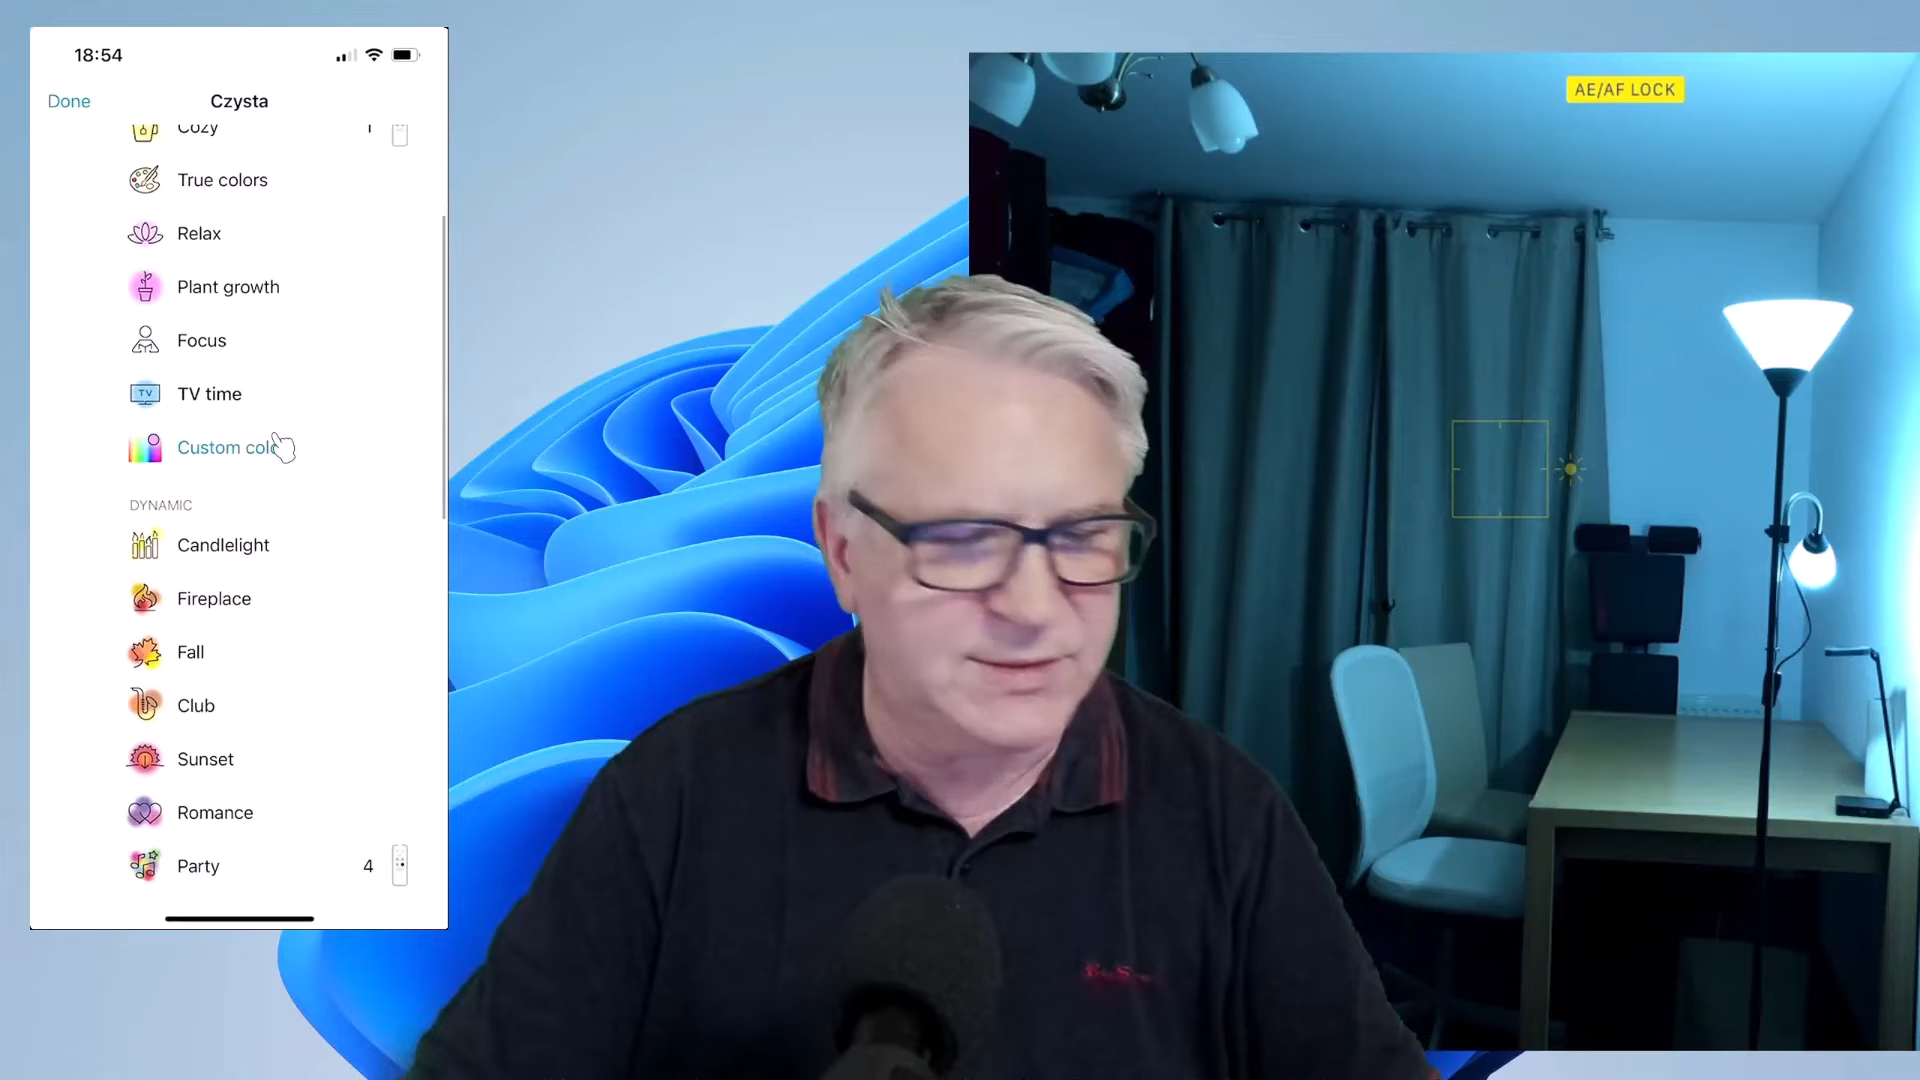 18:54
Done
Czysta
Cozy
1
True colors
Relax
Plant growth
Focus
TV
TV time
Custom col
DYNAMIC
Candlelight
Fireplace
Fall
Club
Sunset
Romance
Party
4
AE/AF LOCK